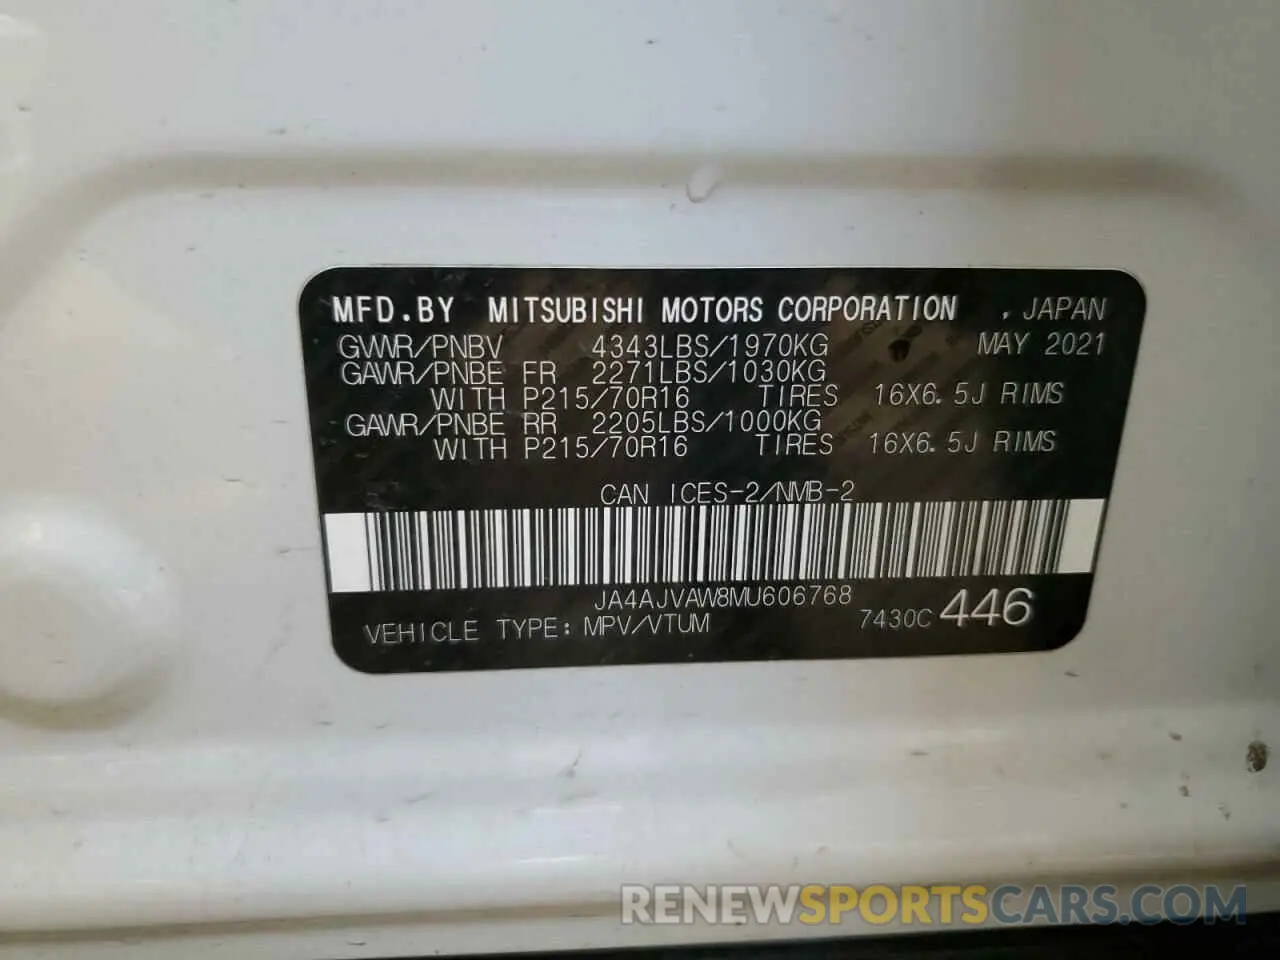 MFD.BY MITSUBISHI MOTORS CORPORATION , JAPAN
GWWR/PNBV 4343LBS/1970KG MAY 2021
GAWR/PNBE FR 2271LBS/1030KG
WITH P215/70R16 TIRES 16X6.5J RIMS
GAWR/PNBE RR 2205LBS/1000KG
WITH P215/70R16 TIRES 16X6.5J RIMS
CAN ICES-2/NMB-2
JA4AJVAW8MU606768
VEHICLE TYPE: MPV/VTUM 7430C 446
RENEWSPORTSCARS.COM